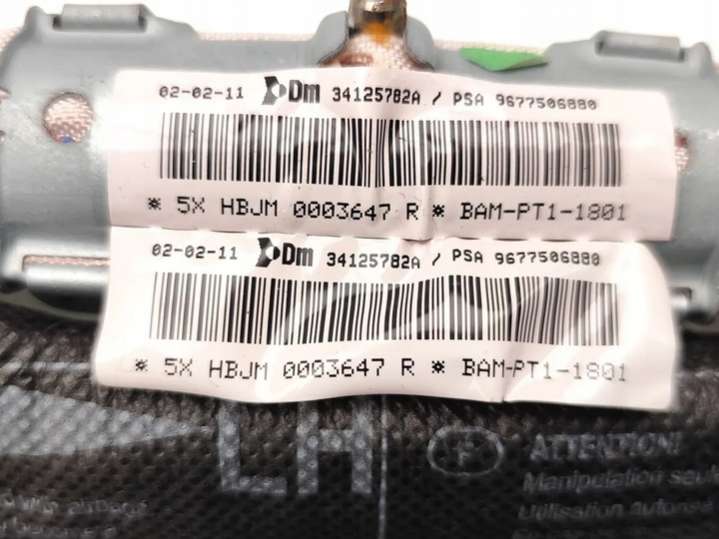 02-02-11 Dm 34125782A / PSA 9677506880
* 5X HBJM 0003647 R * BAM-PT1-1801
02-02-11 Dm 34125782A / PSA 9677506880
* 5X HBJM 0003647 R * BAM-PT1-1801
LH
F
ATTENTION!
Manipulation seul
Utilisation autorisé